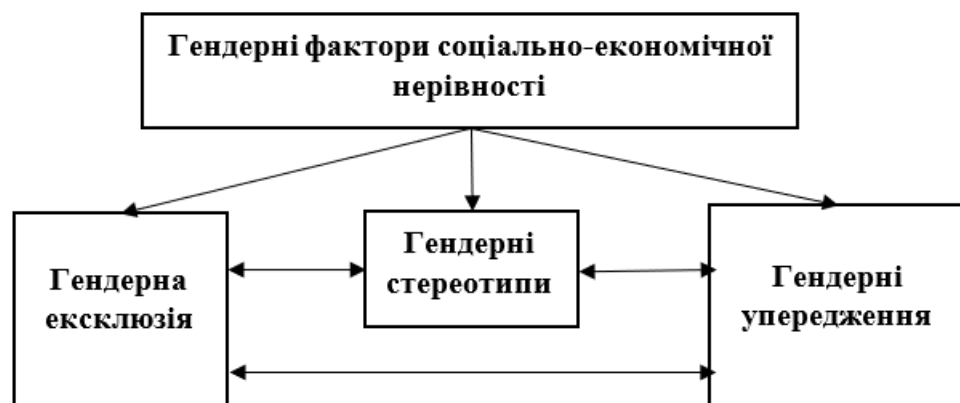 Гендерні фактори соціально-економічної
нерівності
Гендерна
ексклюзія
Гендерні
стереотипи
Гендерні
упередження